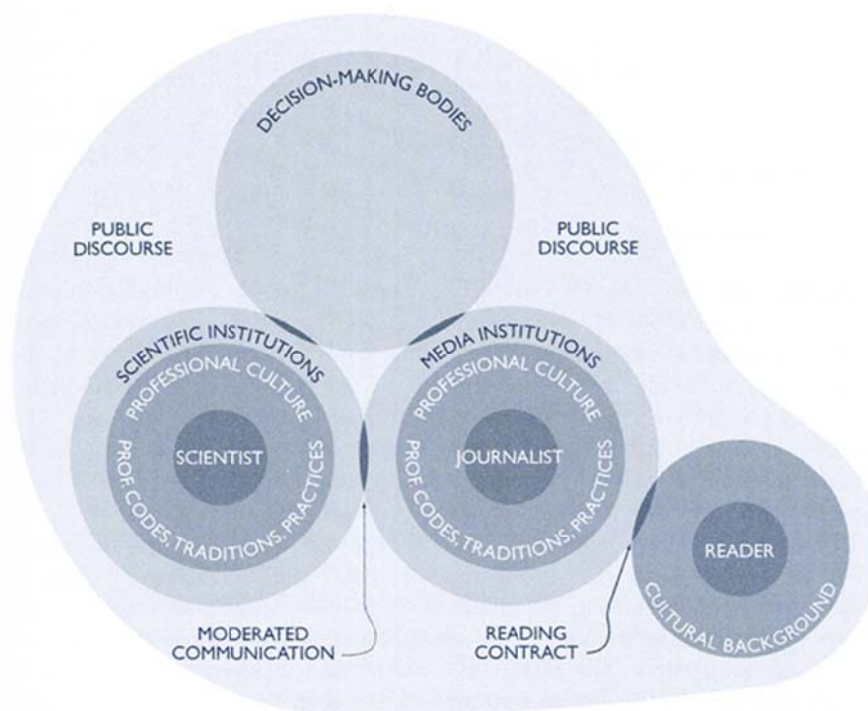 DECISION-MAKING BODIES
PUBLIC
DISCOURSE
PUBLIC
DISCOURSE
SCIENTIFIC INSTITUTIONS
PROFESSIONAL CULTURE
SCIENTIST
PROF. CODES, TRADITIONS, PRACTICES
MEDIA INSTITUTIONS
PROFESSIONAL CULTURE
JOURNALIST
PROF. CODES, TRADITIONS, PRACTICES
READER
CULTURAL BACKGROUND
MODERATED
COMMUNICATION
READING
CONTRACT